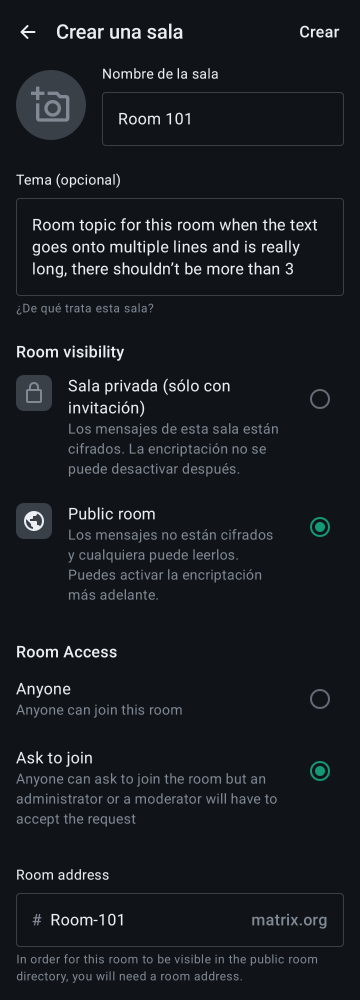 Crear una sala
Crear
Nombre de la sala
Room 101
Tema (opcional)
Room topic for this room when the text
goes onto multiple lines and is really
long, there shouldn’t be more than 3
¿De qué trata esta sala?
Room visibility
Sala privada (sólo con
invitación)
Los mensajes de esta sala están
cifrados. La encriptación no se
puede desactivar después.
Public room
Los mensajes no están cifrados
y cualquiera puede leerlos.
Puedes activar la encriptación
más adelante.
Room Access
Anyone
Anyone can join this room
Ask to join
Anyone can ask to join the room but an
administrator or a moderator will have to
accept the request
Room address
# Room-101 matrix.org
In order for this room to be visible in the public room
directory, you will need a room address.